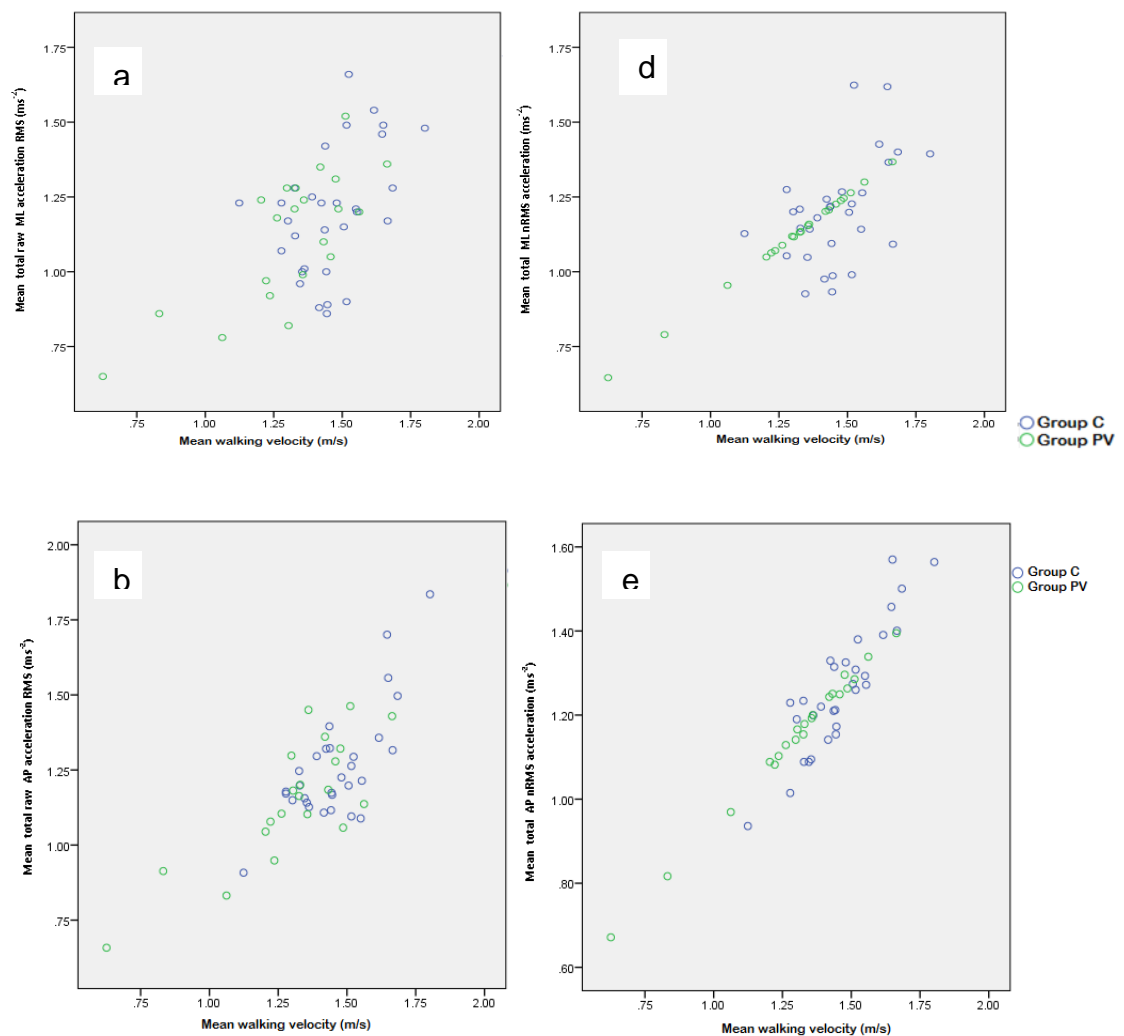 a
1.75
1.50
1.25
1.00
.75
Mean total raw ML acceleration RMS (ms⁻²)
.75
1.00
1.25
1.50
1.75
2.00
Mean walking velocity (m/s)
d
1.75
1.50
1.25
1.00
.75
Mean total ML nRMS acceleration (ms⁻²)
.75
1.00
1.25
1.50
1.75
2.00
Mean walking velocity (m/s)
Group C
Group PV
b
2.00
1.75
1.50
1.25
1.00
.75
Mean total raw AP acceleration RMS (ms⁻²)
.75
1.00
1.25
1.50
1.75
2.00
Mean walking velocity (m/s)
e
1.60
1.40
1.20
1.00
.80
.60
Mean total AP nRMS acceleration (ms⁻²)
.75
1.00
1.25
1.50
1.75
2.00
Mean walking velocity (m/s)
Group C
Group PV